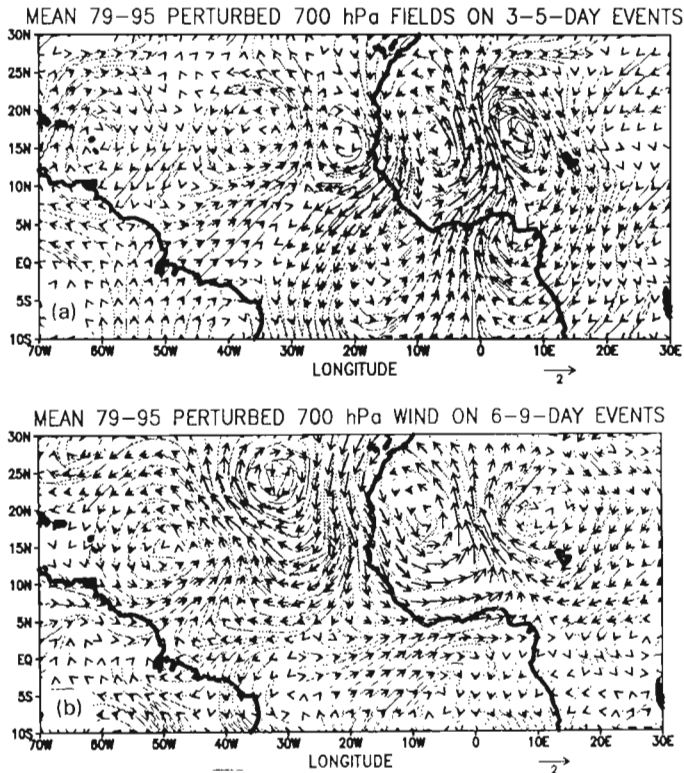 MEAN 79-95 PERTURBED 700 hPa FIELDS ON 3-5-DAY EVENTS
30N
25N
20N
15N
10N
5N
EQ
5S
(a)
10S
70W 60W 50W 40W 30W 20W 10W 0 10E 20E 30E
LONGITUDE
2
MEAN 79-95 PERTURBED 700 hPa WIND ON 6-9-DAY EVENTS
30N
25N
20N
15N
10N
5N
EQ
5S
(b)
10S
70W 60W 50W 40W 30W 20W 10W 0 10E 20E 30E
LONGITUDE
2